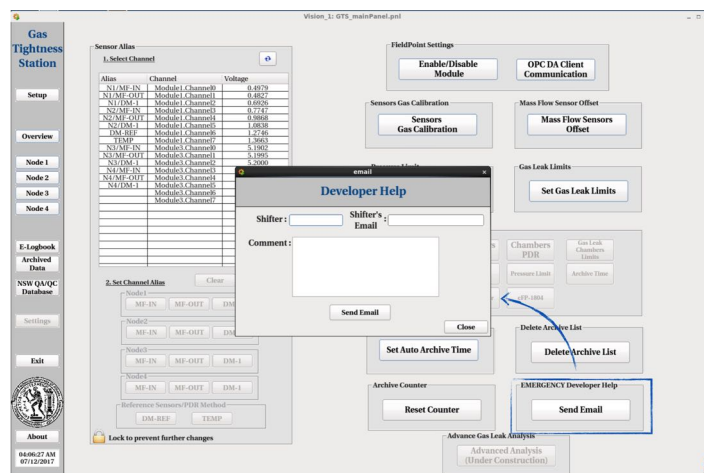 Vision_1: GTS_mainPanel.pnl
Gas
Tightness
Station
Setup
Overview
Node 1
Node 2
Node 3
Node 4
E-Logbook
Archived
Data
NSW QA/QC
Database
Settings
Exit
About
04:06:27 AM
07/12/2017
Sensor Alias
1. Select Channel
Alias Channel Voltage
N1/MF-IN Module1.Channel0 0.4979
N1/MF-OUT Module1.Channel1 0.4827
N1/DM-1 Module1.Channel2 0.6926
N2/MF-IN Module1.Channel3 0.7747
N2/MF-OUT Module1.Channel4 0.9868
N2/DM-1 Module1.Channel5 1.0838
DM-REF Module1.Channel6 1.2746
TEMP Module1.Channel7 1.3663
N3/MF-IN Module3.Channel0 5.1902
N3/MF-OUT Module3.Channel1 5.1995
N3/DM-1 Module3.Channel2 5.2000
N4/MF-IN Module3.Channel3
N4/MF-OUT Module3.Channel4
N4/DM-1 Module3.Channel5
Module3.Channel6
Module3.Channel7
2. Set Channel Alias Clear
Node1
MF-IN MF-OUT DM
Node2
MF-IN MF-OUT DM
Node3
MF-IN MF-OUT DM-1
Node4
MF-IN MF-OUT DM-1
Reference Sensors/PDR Method
DM-REF TEMP
Lock to prevent further changes
FieldPoint Settings
Enable/Disable
Module
OPC DA Client
Communication
Sensors Gas Calibration
Sensors
Gas Calibration
Mass Flow Sensor Offset
Mass Flow Sensors
Offset
Gas Leak Limits
Set Gas Leak Limits
email
Developer Help
Shifter :
Shifter's
Email :
Comment :
Send Email
Close
Chambers
PDR
Gas Leak
Chambers
Limits
Pressure Limit
Archive Time
cFP-1804
Set Auto Archive Time
Delete Archive List
Delete Archive List
Archive Counter
Reset Counter
EMERGENCY Developer Help
Send Email
Advance Gas Leak Analysis
Advanced Analysis
(Under Construction)